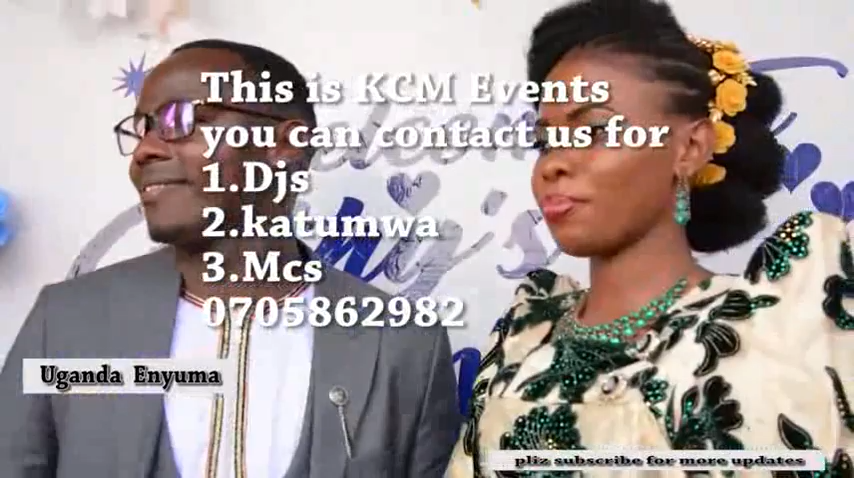 This is KCM Events
you can contact us for
1.Djs
2.katumwa
3.Mcs
0705862982
Uganda Enyuma
pliz subscribe for more updates